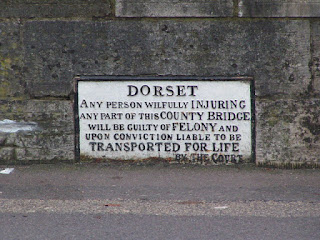 DORSET
ANY PERSON WILFULLY INJURING
ANY PART OF THIS COUNTY BRIDGE
WILL BE GUILTY OF FELONY AND
UPON CONVICTION LIABLE TO BE
TRANSPORTED FOR LIFE
BY THE COURT